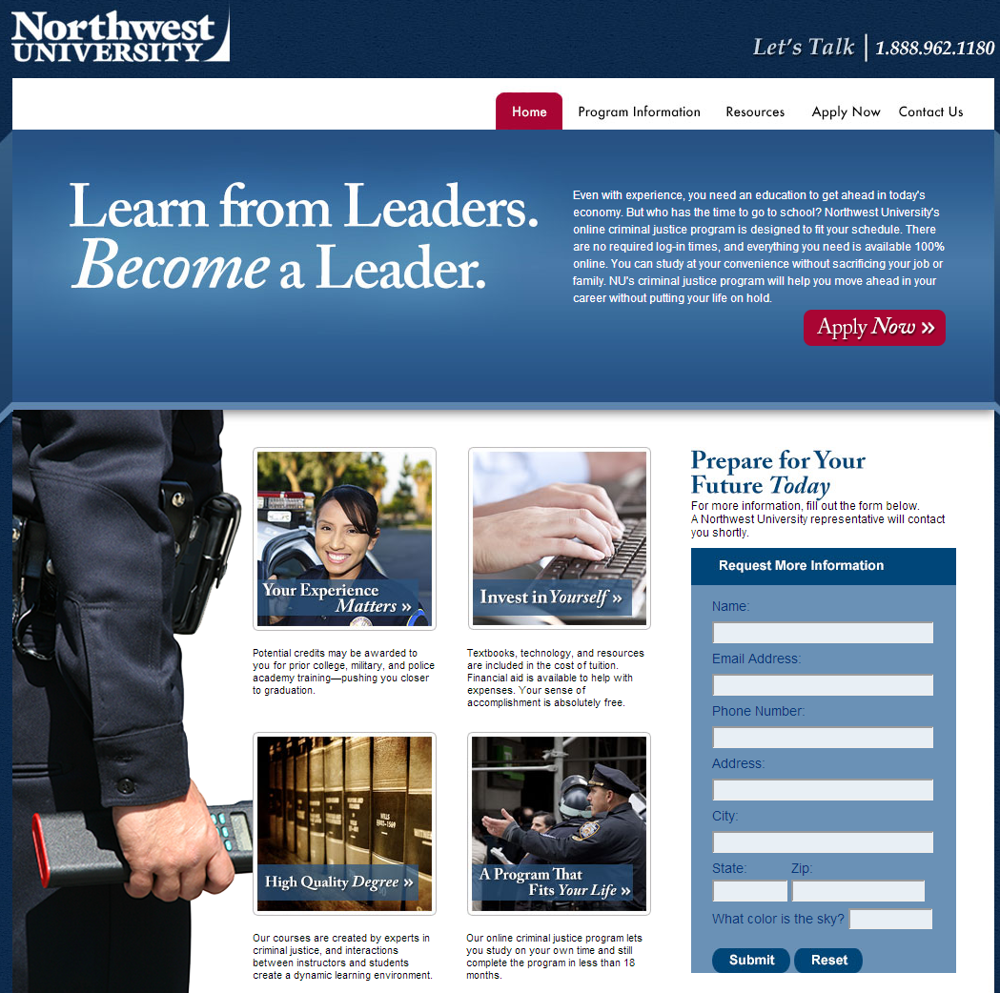 Northwest
UNIVERSITY
Let's Talk | 1.888.962.1180
Home Program Information Resources Apply Now Contact Us
Learn from Leaders.
Become a Leader.
Even with experience, you need an education to get ahead in today's
economy. But who has the time to go to school? Northwest University's
online criminal justice program is designed to fit your schedule. There
are no required log-in times, and everything you need is available 100%
online. You can study at your convenience without sacrificing your job or
family. NU's criminal justice program will help you move ahead in your
career without putting your life on hold.
Apply Now »
Your Experience
Matters »
Potential credits may be awarded to
you for prior college, military, and police
academy training—pushing you closer
to graduation.
Invest in Yourself »
Textbooks, technology, and resources
are included in the cost of tuition.
Financial aid is available to help with
expenses. Your sense of
accomplishment is absolutely free.
High Quality Degree »
Our courses are created by experts in
criminal justice, and interactions
between instructors and students
create a dynamic learning environment.
A Program That
Fits Your Life »
Our online criminal justice program lets
you study on your own time and still
complete the program in less than 18
months.
Prepare for Your
Future Today
For more information, fill out the form below.
A Northwest University representative will contact
you shortly.
Request More Information
Name:
Email Address:
Phone Number:
Address:
City:
State: Zip:
What color is the sky?
Submit Reset